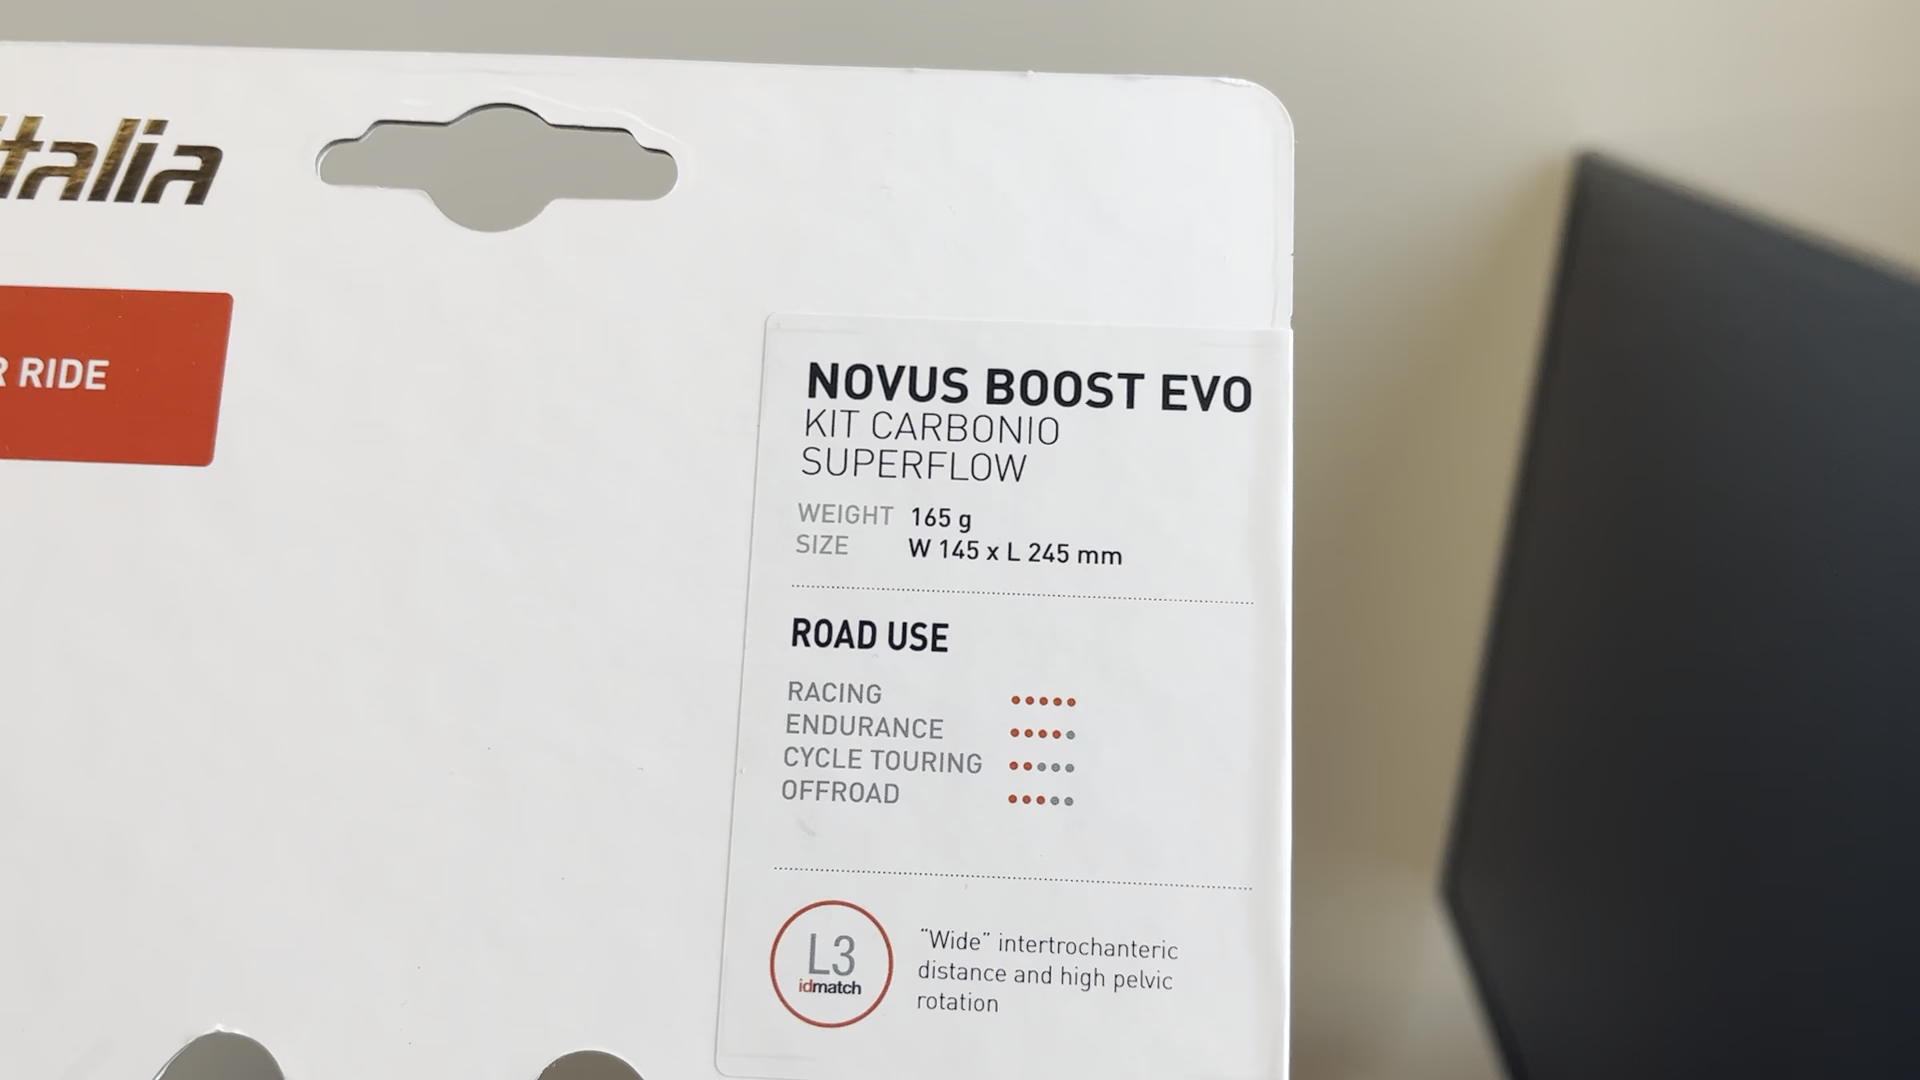 italia
R RIDE
NOVUS BOOST EVO
KIT CARBONIO
SUPERFLOW
WEIGHT 165 g
SIZE W 145 x L 245 mm
ROAD USE
RACING
ENDURANCE
CYCLE TOURING
OFFROAD
L3
idmatch
“Wide” intertrochanteric
distance and high pelvic
rotation